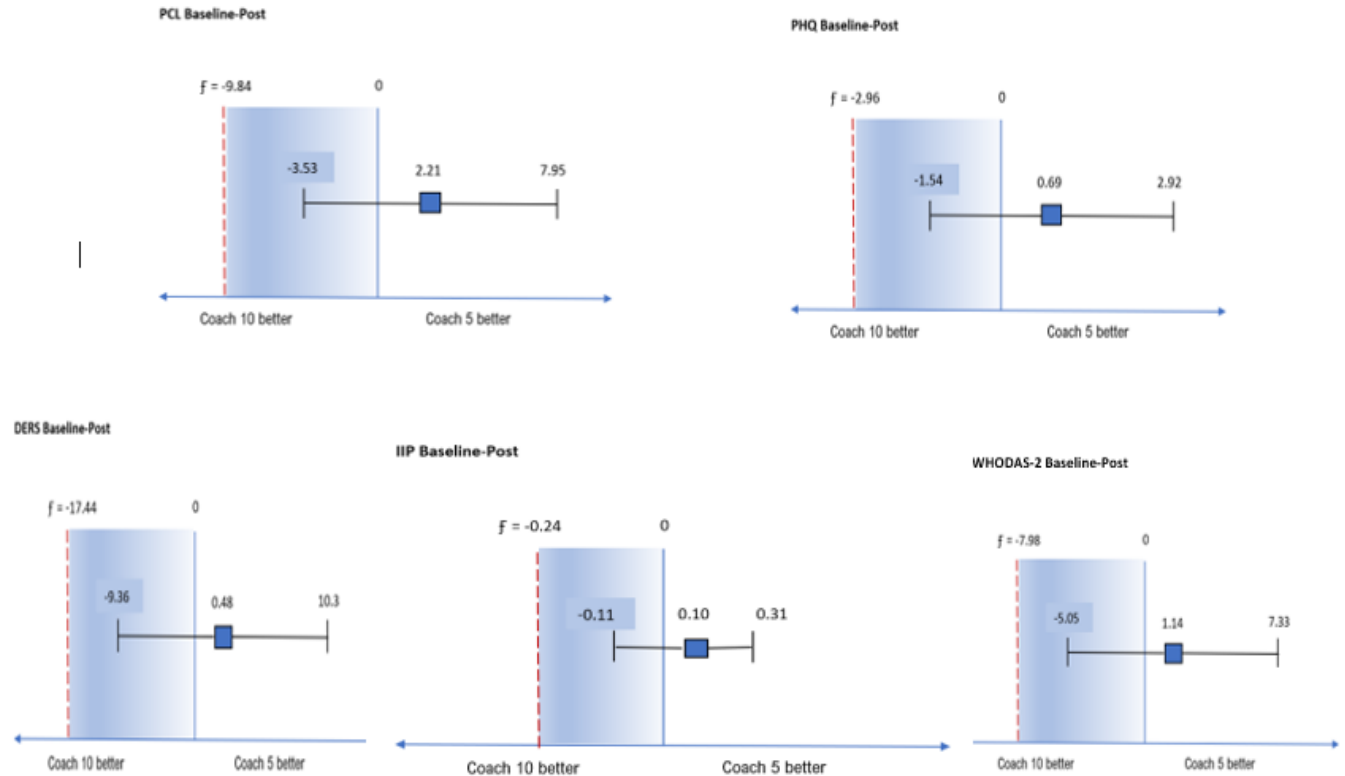 PCL Baseline-Post
PHQ Baseline-Post
ƒ = -9.84 0
ƒ = -2.96 0
-3.53 2.21 7.95
-1.54 0.69 2.92
Coach 10 better Coach 5 better
Coach 10 better Coach 5 better
DERS Baseline-Post
IIP Baseline-Post
WHODAS-2 Baseline-Post
ƒ = -17.44 0
ƒ = -0.24 0
ƒ = -7.98 0
-9.36 0.48 10.3
-0.11 0.10 0.31
-5.05 1.14 7.33
Coach 10 better Coach 5 better
Coach 10 better Coach 5 better
Coach 10 better Coach 5 better